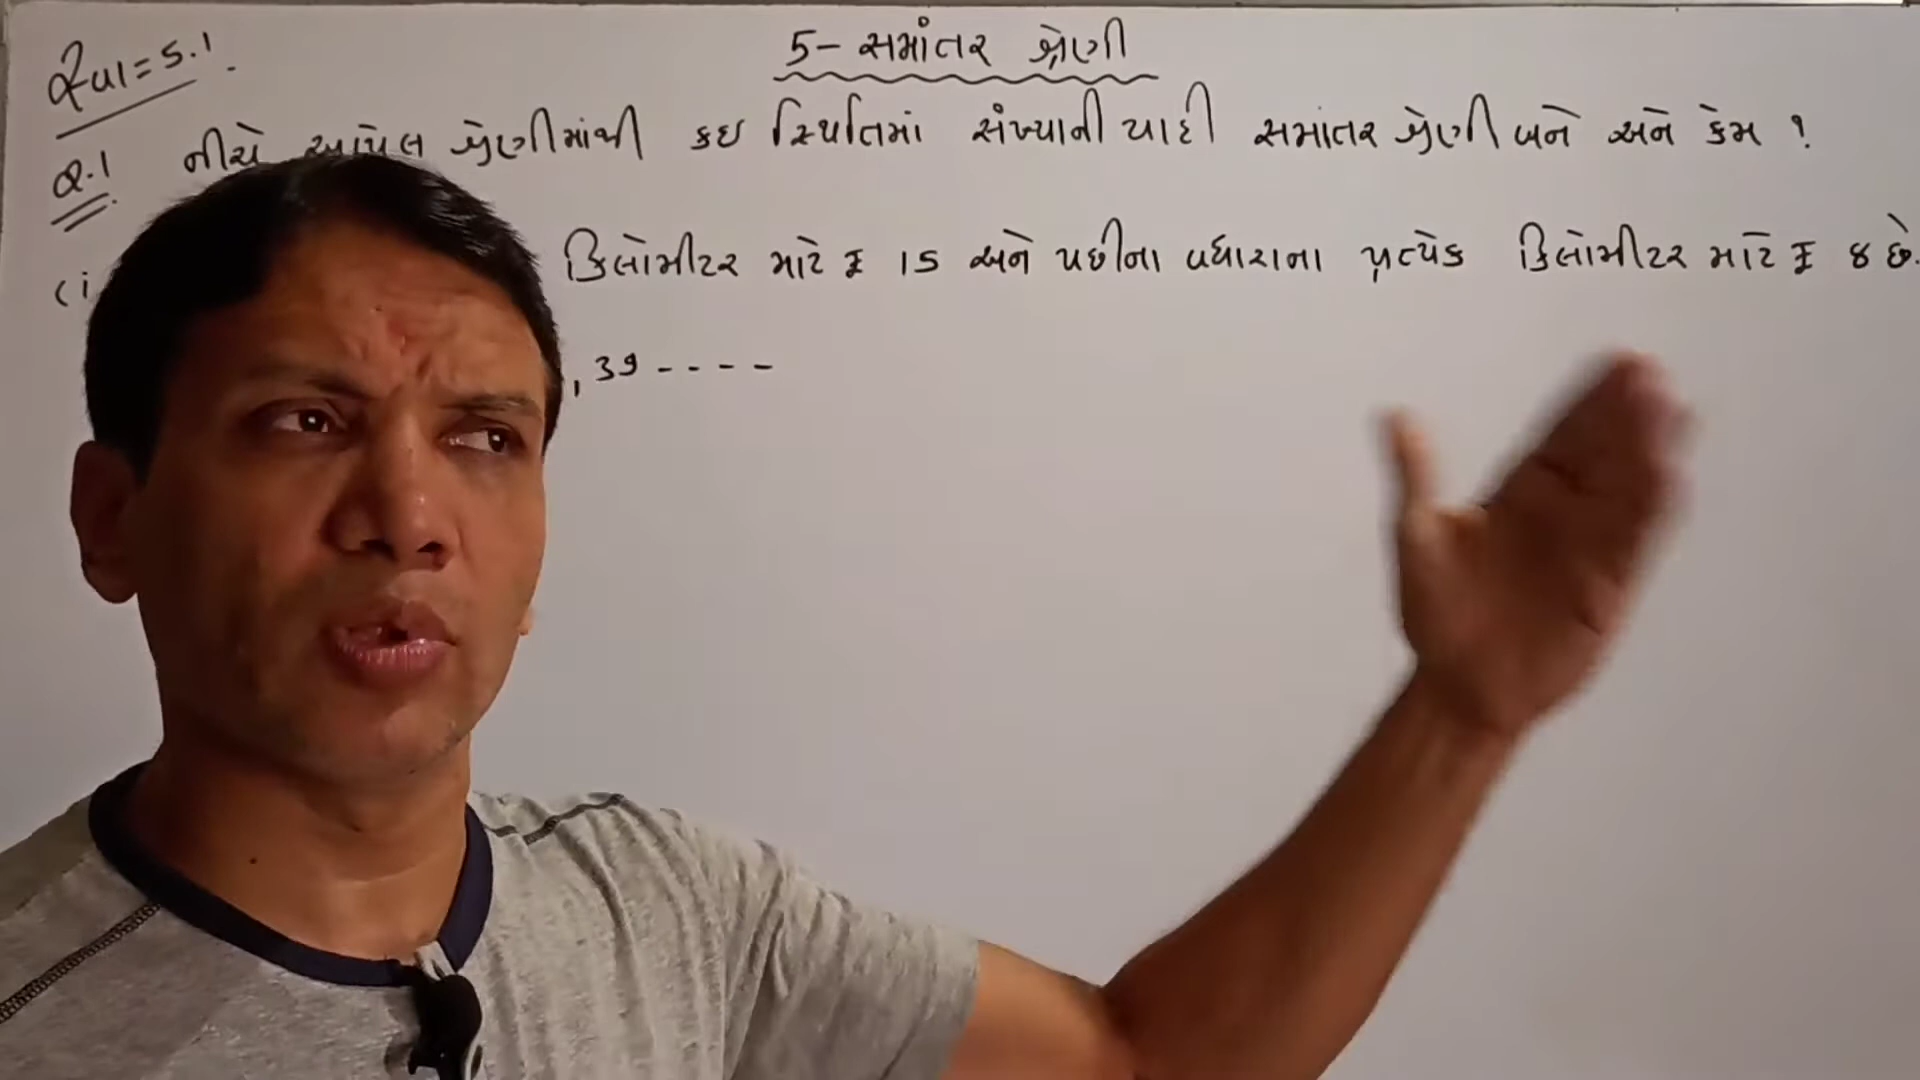 5- સમાંતર શ્રેણી
સ્વા = 5.1
Q.1 નીચે આપેલ શ્રેણીમાંથી કઇ સ્થિતિમાં સંખ્યાની યાદી સમાંતર શ્રેણી બને અને કેમ ?
(i કિલોમીટર માટે ₹ 15 અને પછીના વધારાના પ્રત્યેક કિલોમીટર માટે ₹ 8 છે.
, 39 - - - -